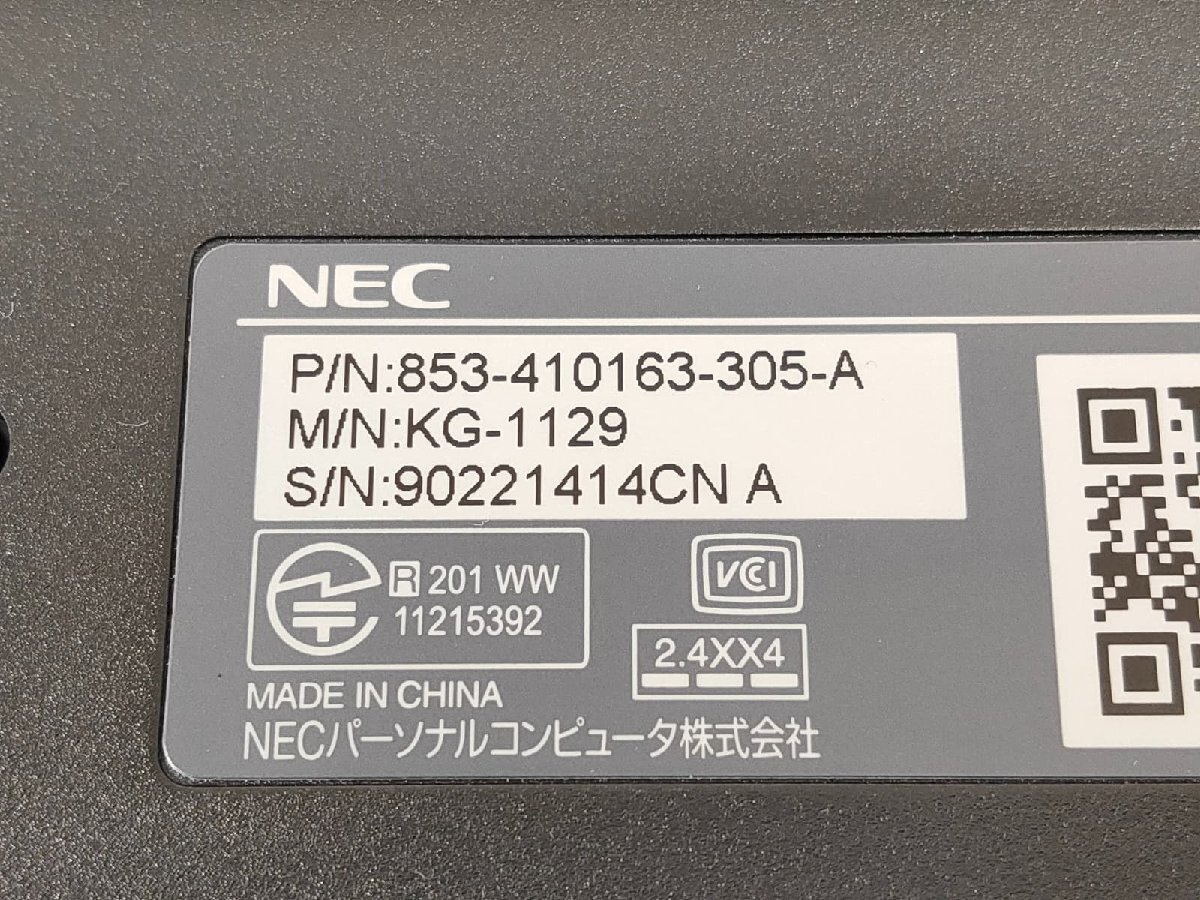 NEC
P/N:853-410163-305-A
M/N:KG-1129
S/N:90221414CN A
R 201 WW
11215392
VCI
2.4XX4
MADE IN CHINA
NECパーソナルコンピュータ株式会社